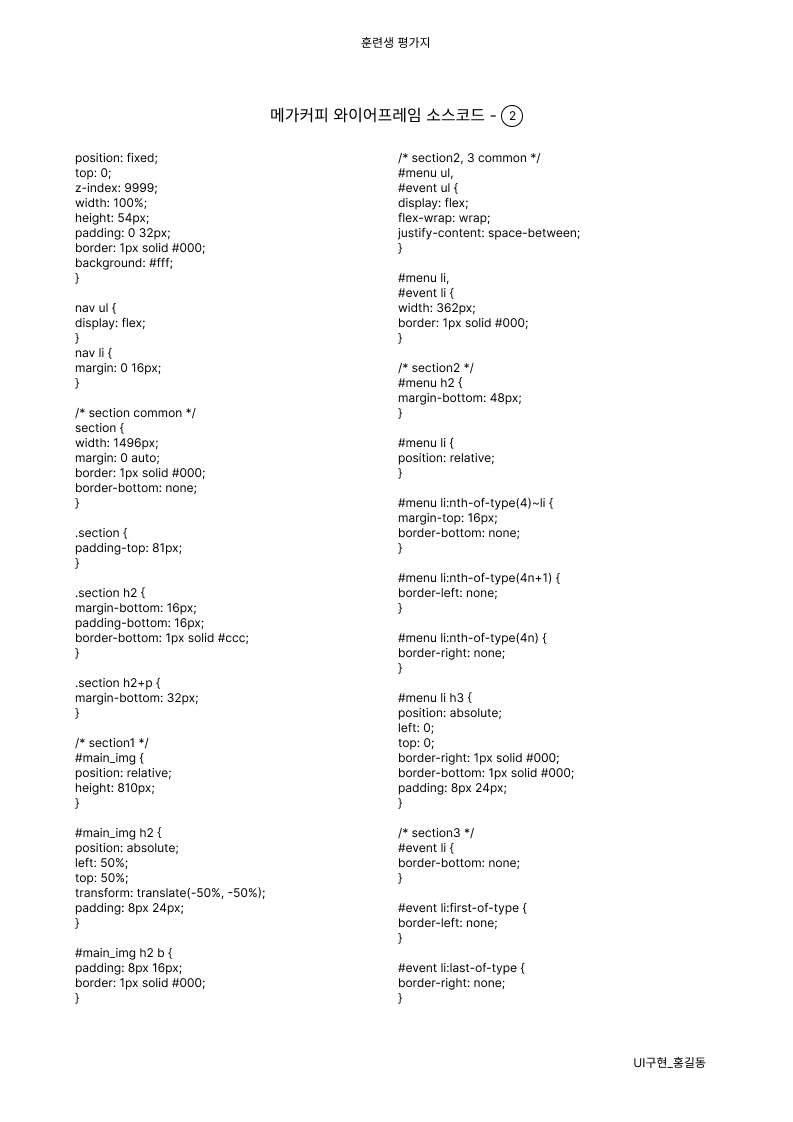 훈련생 평가지
메가커피 와이어프레임 소스코드 - ②
position: fixed;
top: 0;
z-index: 9999;
width: 100%;
height: 54px;
padding: 0 32px;
border: 1px solid #000;
background: #fff;
}
nav ul {
display: flex;
}
nav li {
margin: 0 16px;
}
/* section common */
section {
width: 1496px;
margin: 0 auto;
border: 1px solid #000;
border-bottom: none;
}
.section {
padding-top: 81px;
}
.section h2 {
margin-bottom: 16px;
padding-bottom: 16px;
border-bottom: 1px solid #ccc;
}
.section h2+p {
margin-bottom: 32px;
}
/* section1 */
#main_img {
position: relative;
height: 810px;
}
#main_img h2 {
position: absolute;
left: 50%;
top: 50%;
transform: translate(-50%, -50%);
padding: 8px 24px;
}
#main_img h2 b {
padding: 8px 16px;
border: 1px solid #000;
}
/* section2, 3 common */
#menu ul,
#event ul {
display: flex;
flex-wrap: wrap;
justify-content: space-between;
}
#menu li,
#event li {
width: 362px;
border: 1px solid #000;
}
/* section2 */
#menu h2 {
margin-bottom: 48px;
}
#menu li {
position: relative;
}
#menu li:nth-of-type(4)~li {
margin-top: 16px;
border-bottom: none;
}
#menu li:nth-of-type(4n+1) {
border-left: none;
}
#menu li:nth-of-type(4n) {
border-right: none;
}
#menu li h3 {
position: absolute;
left: 0;
top: 0;
border-right: 1px solid #000;
border-bottom: 1px solid #000;
padding: 8px 24px;
}
/* section3 */
#event li {
border-bottom: none;
}
#event li:first-of-type {
border-left: none;
}
#event li:last-of-type {
border-right: none;
}
UI구현_홍길동